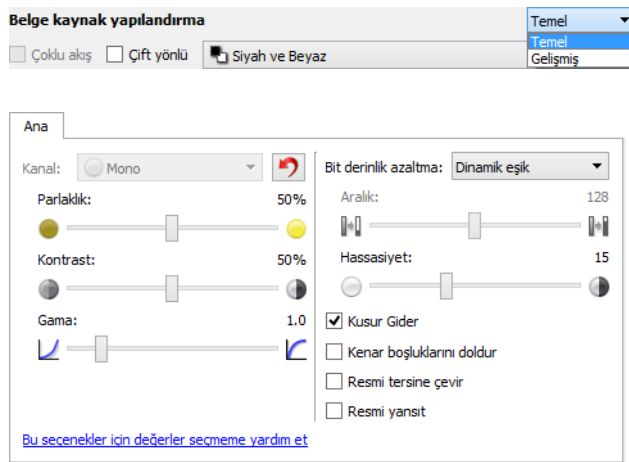 Belge kaynak yapılandırma
Temel
Temel
Gelişmiş
Çoklu akış
Çift yönlü
Siyah ve Beyaz
Ana
Kanal:
Mono
Parlaklık:
50%
Kontrast:
50%
Gama:
1.0
Bit derinlik azaltma:
Dinamik eşik
Aralık:
128
Hassasiyet:
15
Kusur Gider
Kenar boşluklarını doldur
Resmi tersine çevir
Resmi yansıt
Bu seçenekler için değerler seçmeme yardım et